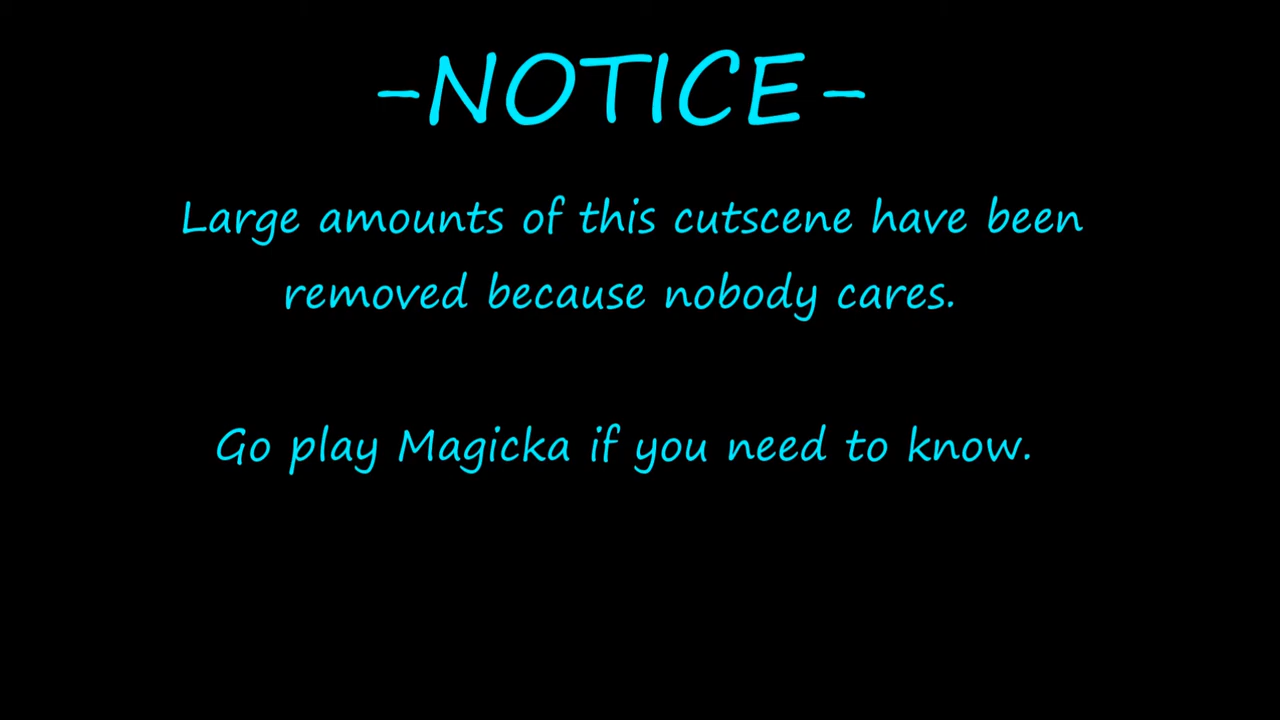 -NOTICE-
Large amounts of this cutscene have been
removed because nobody cares.
Go play Magicka if you need to know.